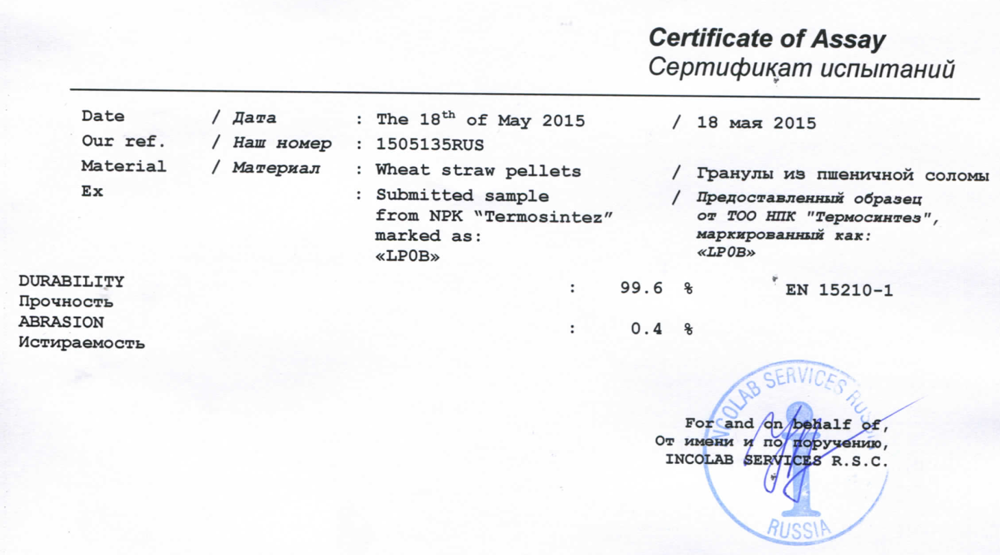 Certificate of Assay
Сертификат испытаний
Date / Дата : The 18th of May 2015 / 18 мая 2015
Our ref. / Наш номер : 1505135RUS
Material / Материал : Wheat straw pellets / Гранулы из пшеничной соломы
Ex : Submitted sample / Предоставленный образец
from NPK “Termosintez” от ТОО НПК "Термосинтез",
marked as: маркированный как:
«LP0B» «LP0B»
DURABILITY : 99.6 % EN 15210-1
Прочность
ABRASION : 0.4 %
Истираемость
INCOLAB SERVICES RUSSIA
For and on behalf of,
От имени и по поручению,
INCOLAB SERVICES R.S.C.
RUSSIA